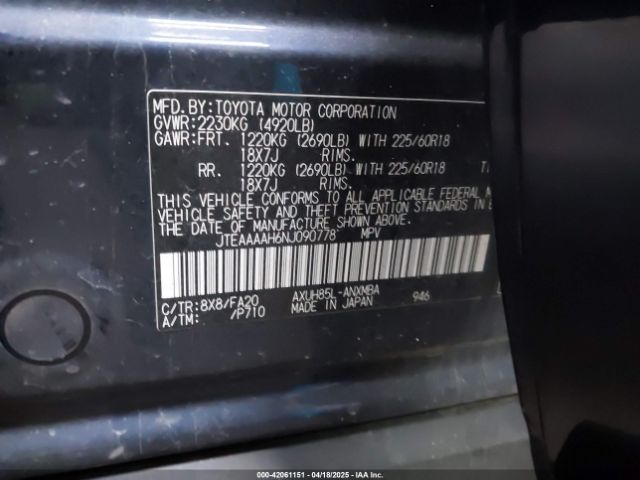 MFD. BY: TOYOTA MOTOR CORPORATION
GVWR: 2230KG (4920LB)
GAWR: FRT. 1220KG (2690LB) WITH 225/60R18
18X7J RIMS.
RR. 1220KG (2690LB) WITH 225/60R18
18X7J RIMS.
THIS VEHICLE CONFORMS TO ALL APPLICABLE FEDERAL
VEHICLE SAFETY AND THEFT PREVENTION STANDARDS IN
THE DATE OF MANUFACTURE SHOWN ABOVE.
JTEAAAAH6NJ090778 MPV
C/TR: 8X8/FA20 AXUH85L-ANXMBA 946
A/TM: /P710 MADE IN JAPAN
000-42061151 - 04/18/2025 - © IAA Inc.